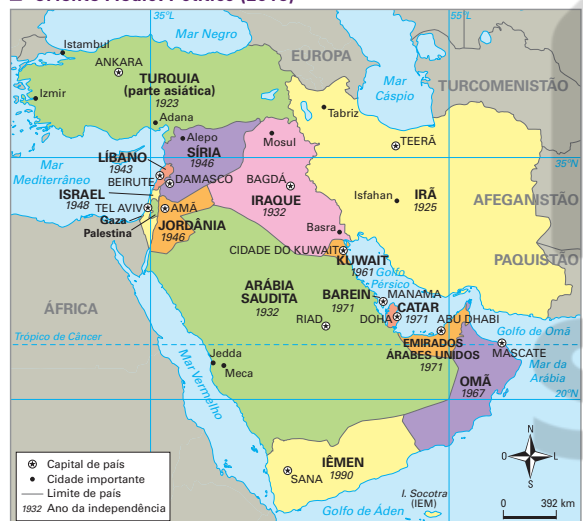 35°L
55°L
Mar Negro
Istambul
ANKARA
EUROPA
TURQUIA
(parte asiática)
1923
Mar
Cáspio
TURCOMENISTÃO
Izmir
Adana
Tabriz
TEERÃ
Alepo
Mosul
SÍRIA
1946
35°N
Mar
Mediterrâneo
LÍBANO
1943
BEIRUTE
DAMASCO
BAGDÁ
IRAQUE
1932
Isfahan
IRÃ
1925
AFEGANISTÃO
ISRAEL
1948
TEL AVIV
AMÃ
Gaza
Palestina
JORDÂNIA
1946
Basra
CIDADE DO KUWAIT
KUWAIT
1961
PAQUISTÃO
Golfo
Pérsico
ARÁBIA
SAUDITA
1932
BAREIN
1971
MANAMA
CATAR
1971
DOHA
ABU DHABI
RIAD
ÁFRICA
Golfo de Omã
Trópico de Câncer
EMIRADOS
ÁRABES UNIDOS
1971
MASCATE
Mar da
Arábia
Jedda
Meca
Mar Vermelho
OMÃ
1967
20°N
IÊMEN
1990
SANA
I. Socotra
(IEM)
Golfo de Áden
N
O
L
S
0 392 km
Capital de país
Cidade importante
Limite de país
1932 Ano da independência